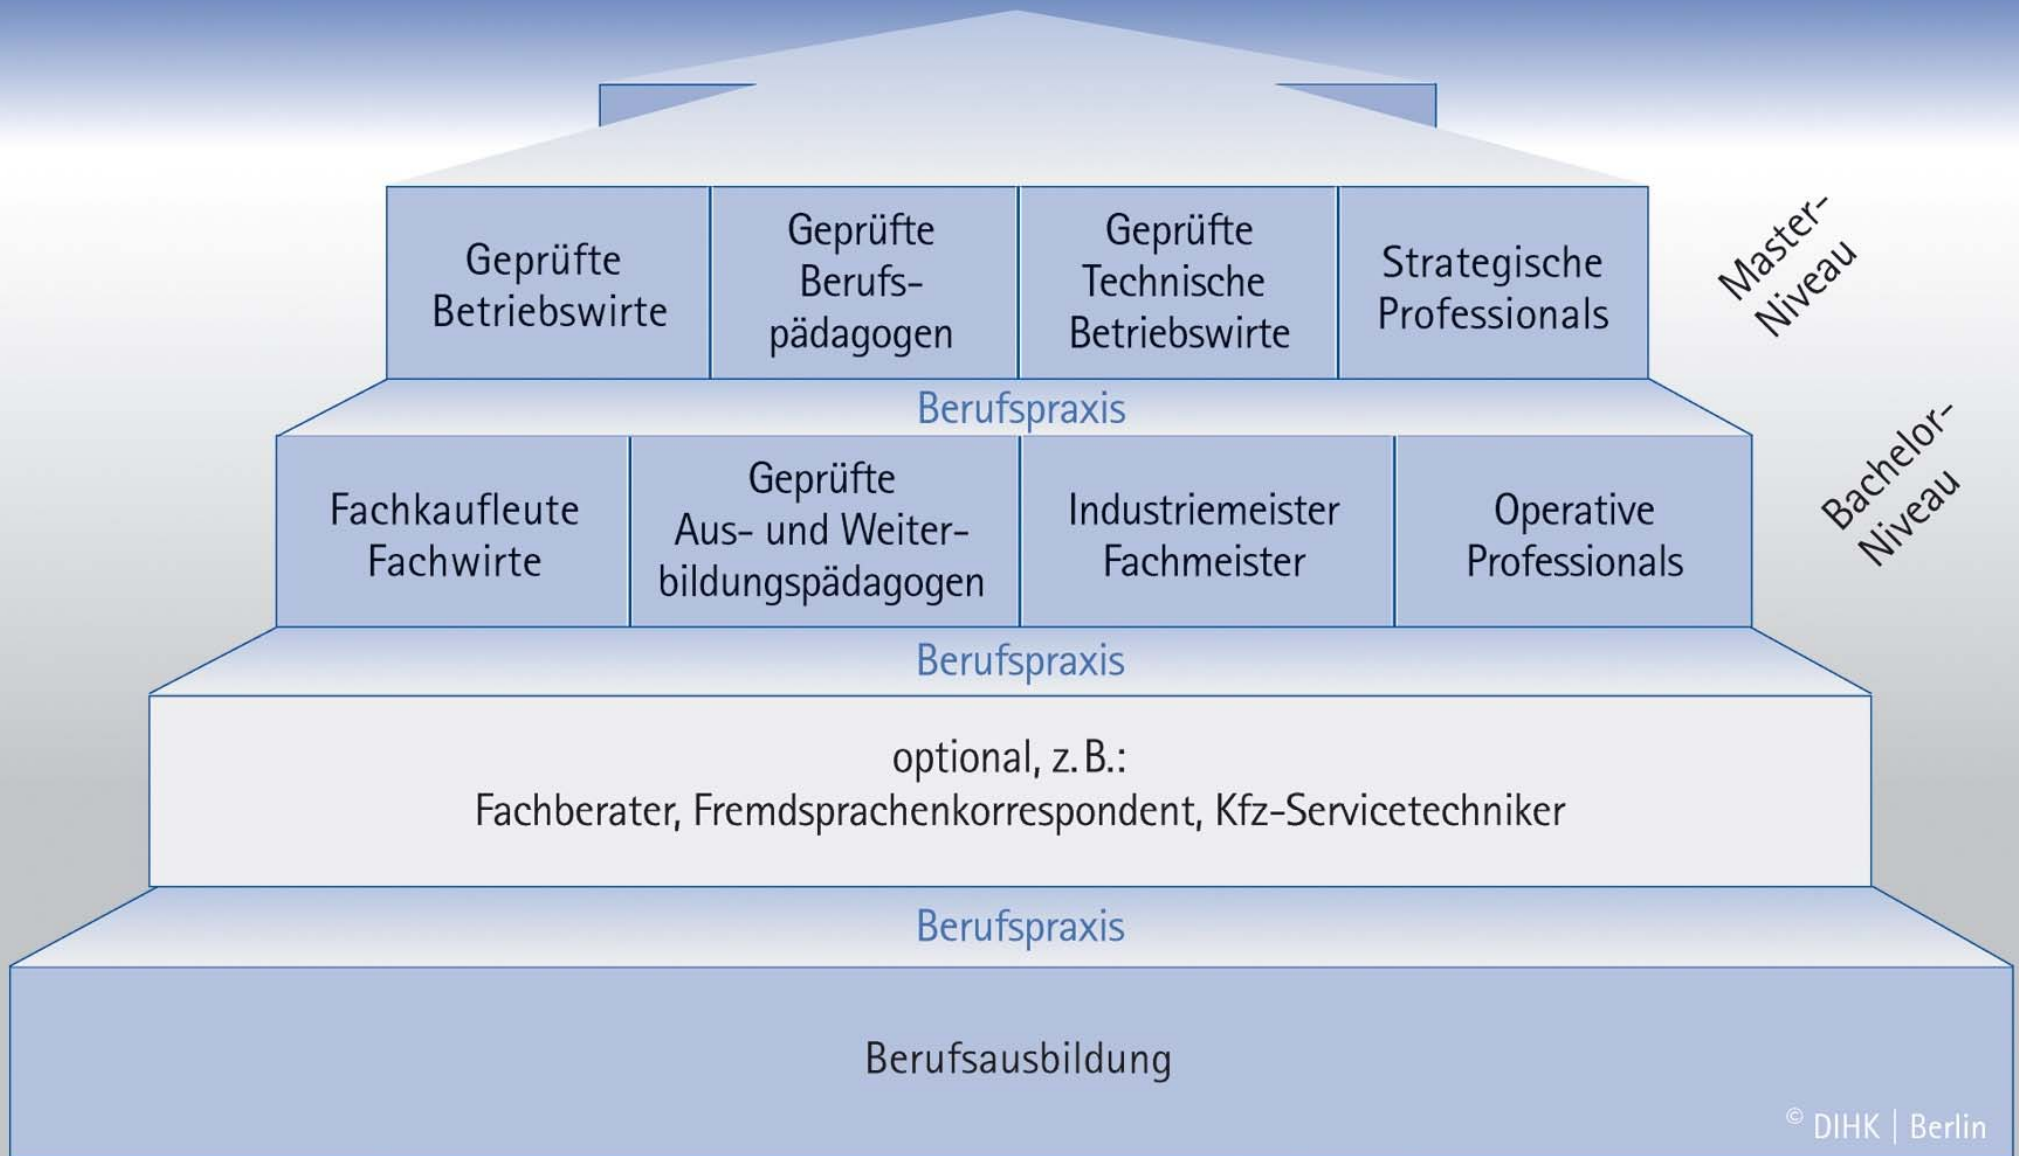 Geprüfte
Betriebswirte
Geprüfte
Berufs-
pädagogen
Geprüfte
Technische
Betriebswirte
Strategische
Professionals
Master-
Niveau
Berufspraxis
Fachkaufleute
Fachwirte
Geprüfte
Aus- und Weiter-
bildungspädagogen
Industriemeister
Fachmeister
Operative
Professionals
Bachelor-
Niveau
Berufspraxis
optional, z. B.:
Fachberater, Fremdsprachenkorrespondent, Kfz-Servicetechniker
Berufspraxis
Berufsausbildung
© DIHK | Berlin